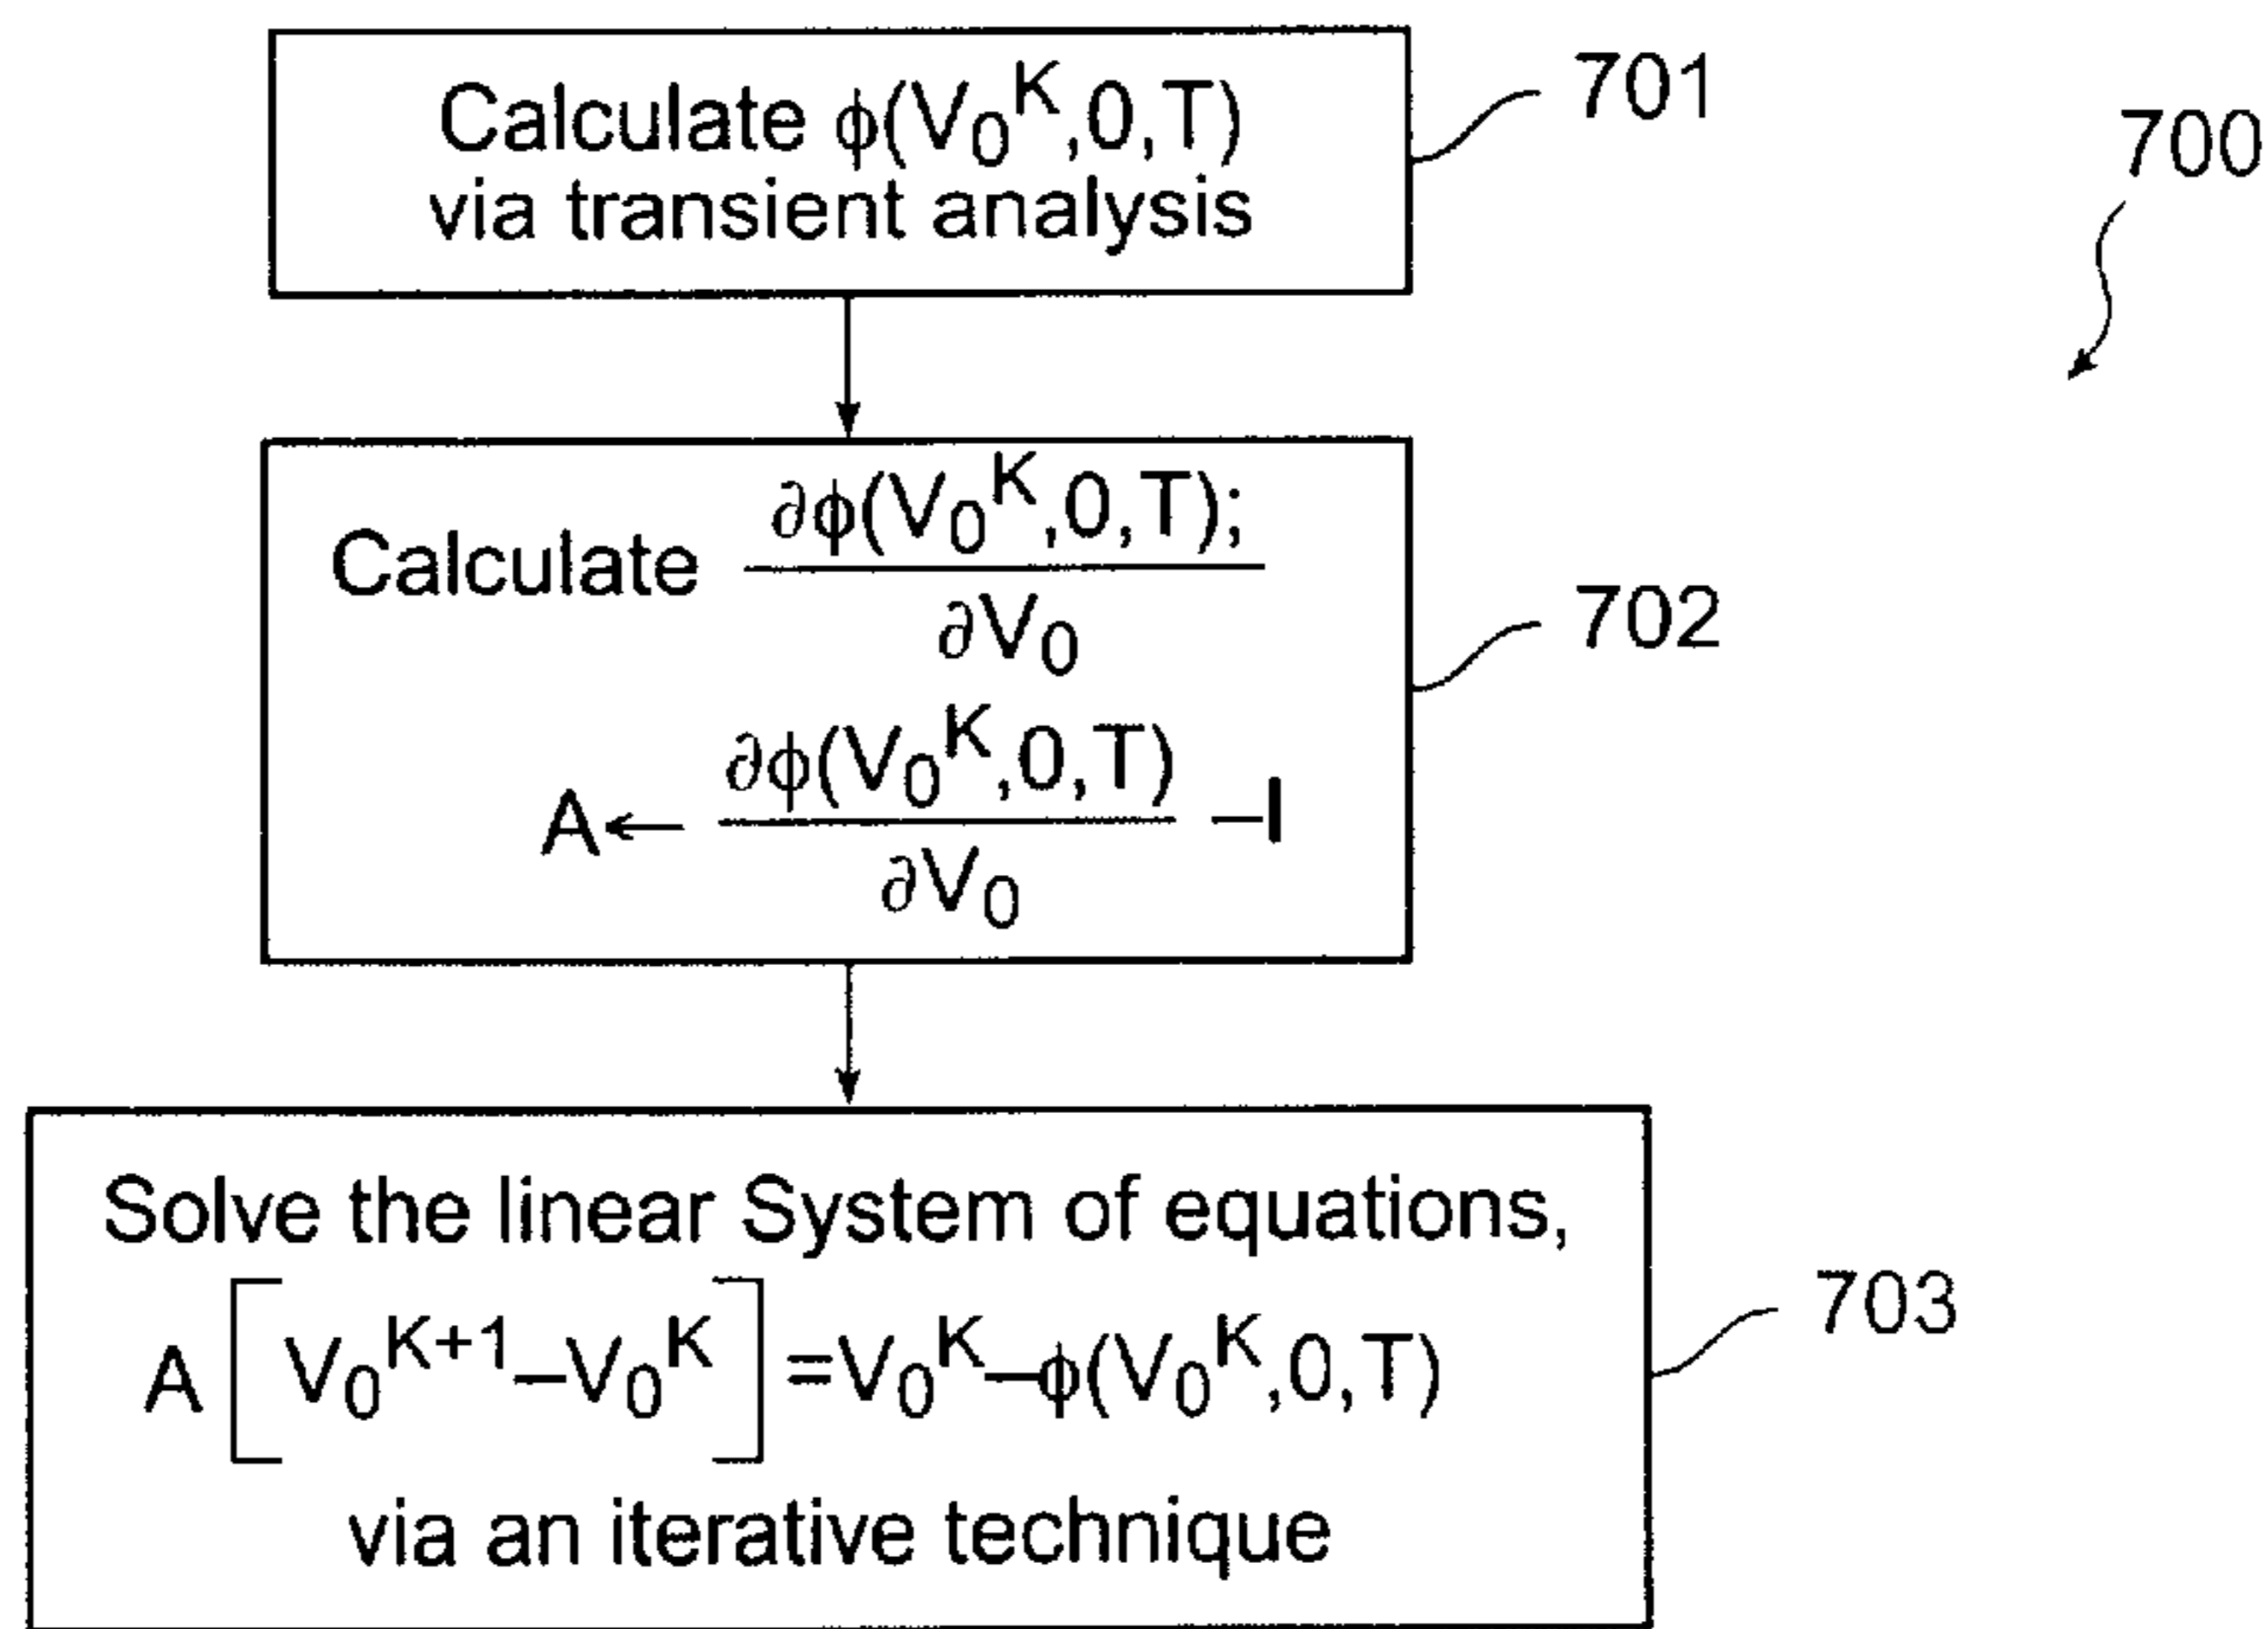 Calculate ϕ(V₀ᴷ,0,T)
via transient analysis
701
700
Calculate ∂ϕ(V₀ᴷ,0,T);
∂V₀
702
A← ∂ϕ(V₀ᴷ,0,T) –I
∂V₀
Solve the linear System of equations,
A [V₀ᴷ⁺¹–V₀ᴷ] =V₀ᴷ–ϕ(V₀ᴷ,0,T)
via an iterative technique
703